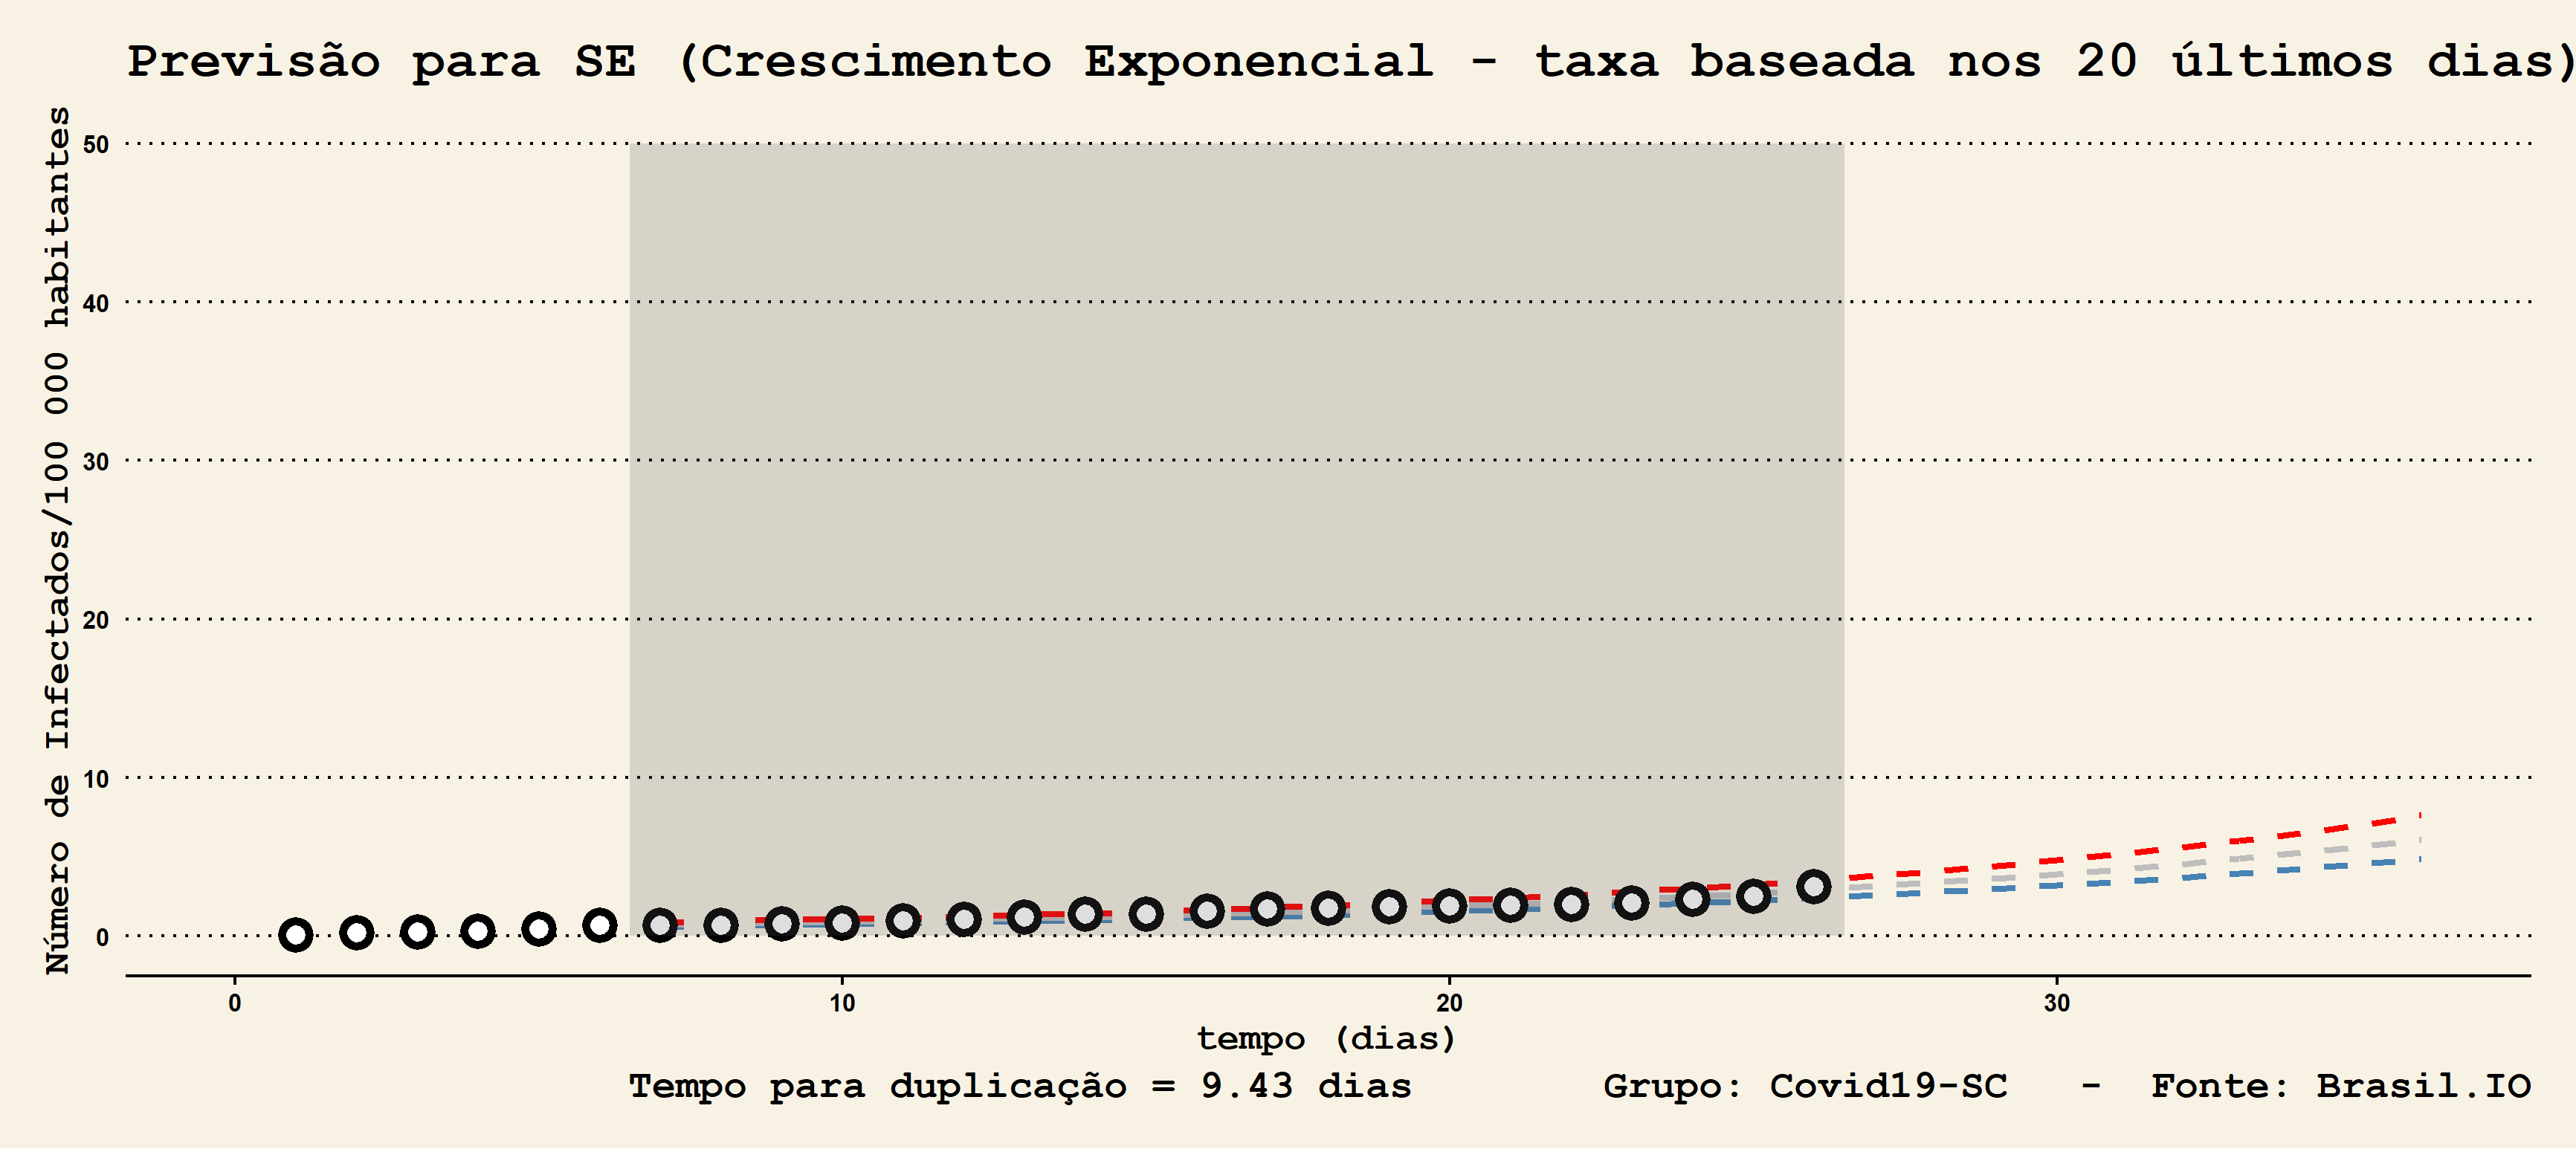 Previsão para SE (Crescimento Exponencial - taxa baseada nos 20 últimos dias)
Número de Infectados/100 000 habitantes
50
40
30
20
10
0
0 10 20 30
tempo (dias)
Tempo para duplicação = 9.43 dias Grupo: Covid19-SC - Fonte: Brasil.IO